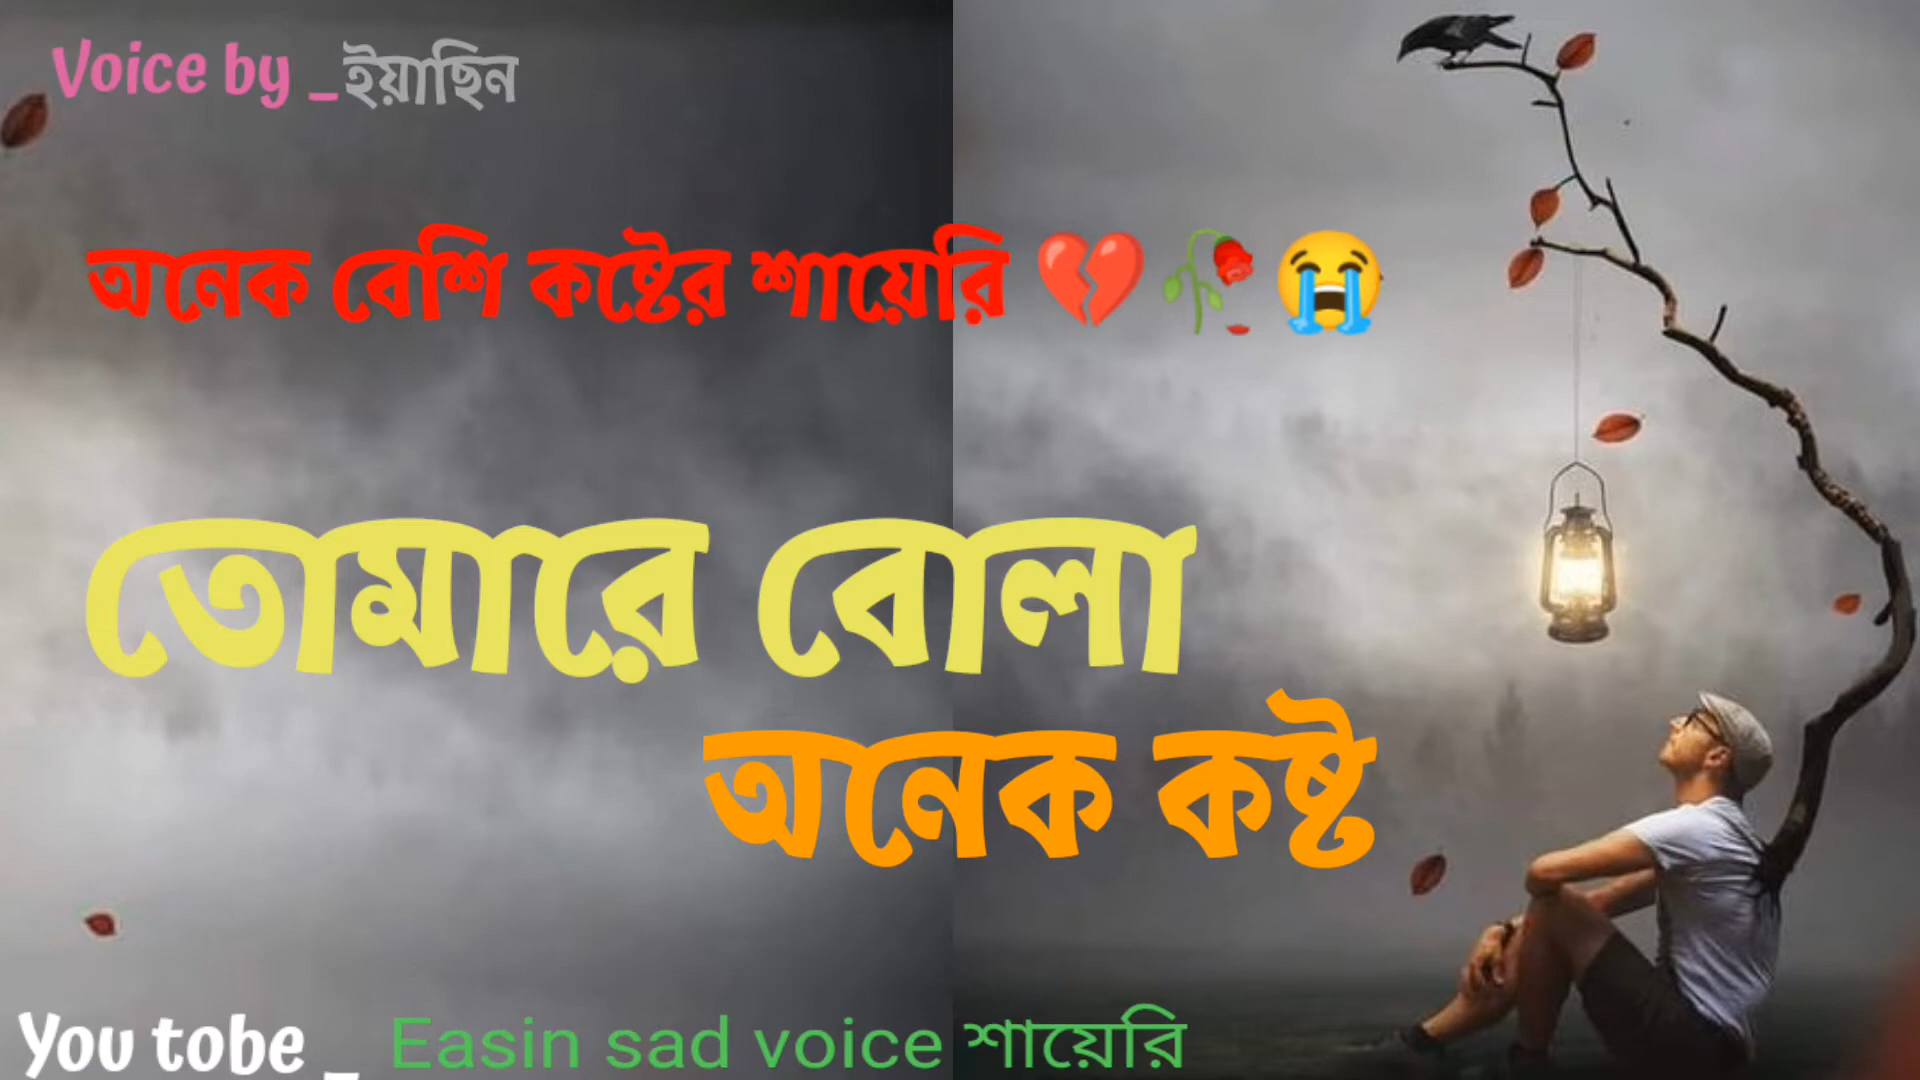 Voice by _ইয়াছিন
অনেক বেশি কষ্টের শায়েরি 💔🥀😭
তোমারে বোলা
অনেক কষ্ট
You tobe _ Easin sad voice শায়েরি